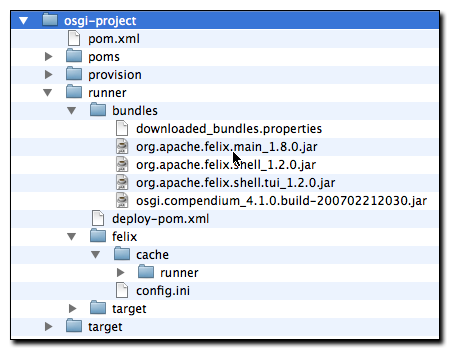 osgi-project
pom.xml
poms
provision
runner
bundles
downloaded_bundles.properties
org.apache.felix.main_1.8.0.jar
org.apache.felix.shell_1.2.0.jar
org.apache.felix.shell.tui_1.2.0.jar
osgi.compendium_4.1.0.build-200702212030.jar
deploy-pom.xml
felix
cache
runner
config.ini
target
target